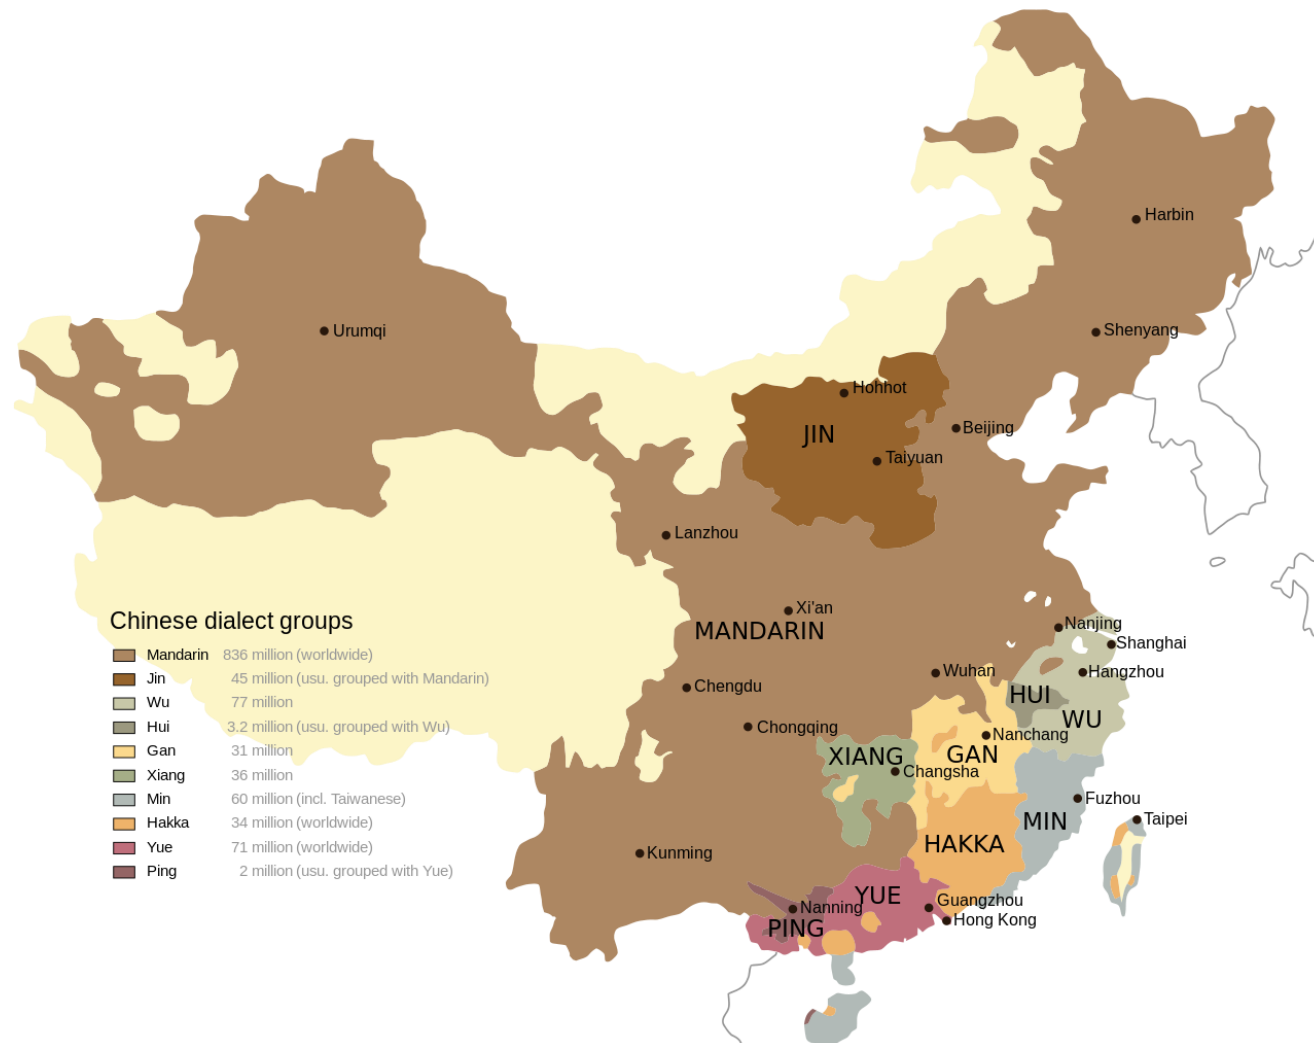 Harbin
Urumqi
Shenyang
Hohhot
Beijing
JIN
Taiyuan
Lanzhou
Xi'an
MANDARIN
Nanjing
Shanghai
Wuhan
Hangzhou
Chengdu
HUI
WU
Chongqing
Nanchang
XIANG
GAN
Changsha
Fuzhou
MIN
Taipei
HAKKA
Kunming
YUE
Guangzhou
Nanning
Hong Kong
PING
Chinese dialect groups
Mandarin 836 million (worldwide)
Jin 45 million (usu. grouped with Mandarin)
Wu 77 million
Hui 3.2 million (usu. grouped with Wu)
Gan 31 million
Xiang 36 million
Min 60 million (incl. Taiwanese)
Hakka 34 million (worldwide)
Yue 71 million (worldwide)
Ping 2 million (usu. grouped with Yue)